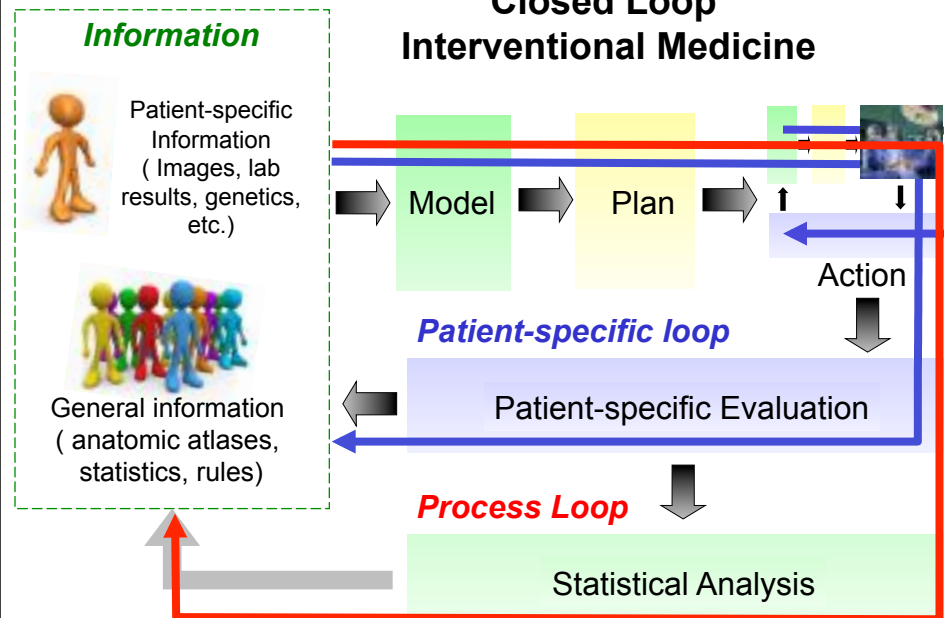 Closed Loop
Interventional Medicine
Information
Patient-specific
Information
( Images, lab
results, genetics,
etc.)
Model
Plan
Action
Patient-specific loop
Patient-specific Evaluation
General information
( anatomic atlases,
statistics, rules)
Process Loop
Statistical Analysis